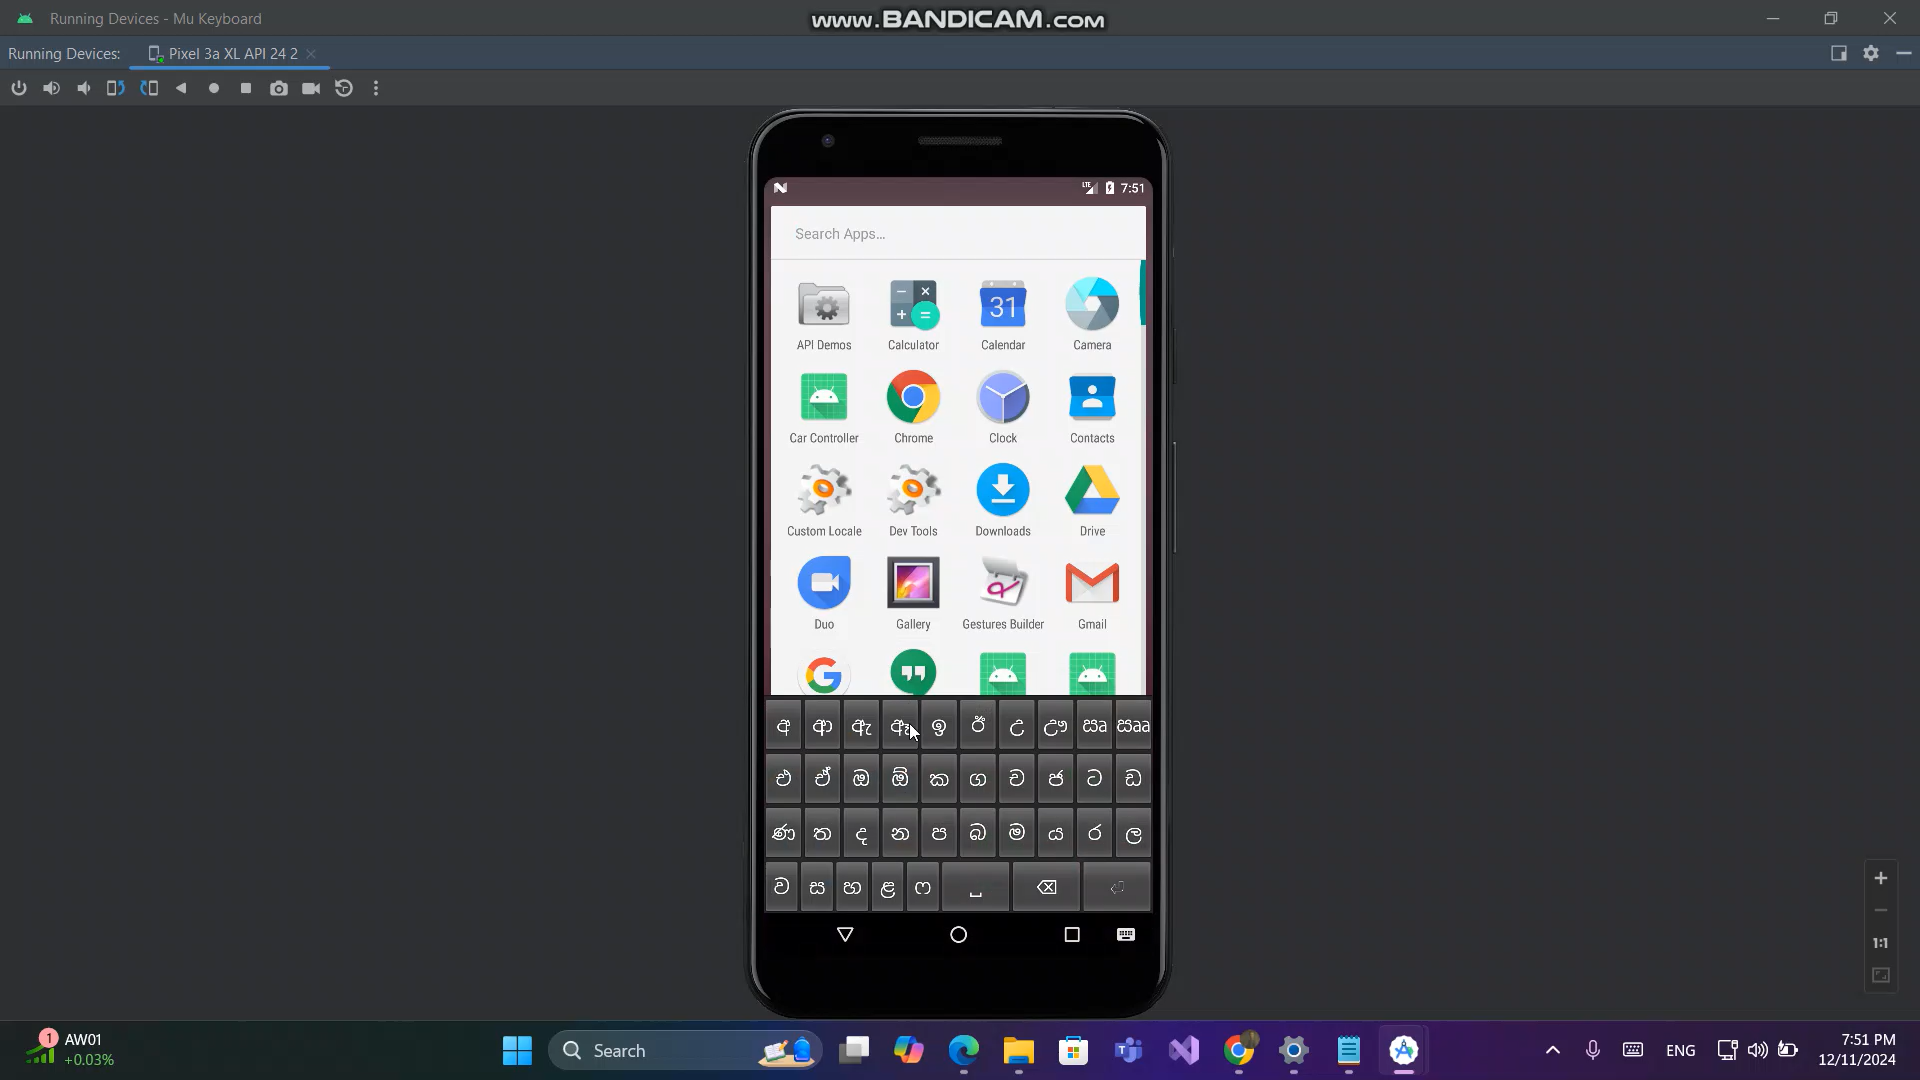 Running Devices - Mu Keyboard
www.BANDICAM.com
Running Devices:
Pixel 3a XL API 24 2
LTE
7:51
Search Apps...
31
API Demos
Calculator
Calendar
Camera
Car Controller
Chrome
Clock
Contacts
Custom Locale
Dev Tools
Downloads
Drive
Duo
Gallery
Gestures Builder
Gmail
අ ආ ඇ ඈ ඉ ඊ උ ඌ ඍ ඎ
එ ඒ ඔ ඕ ක ග ච ජ ට ඩ
ණ ත ද න ප බ ම ය ර ල
ව ස හ ළ ෆ
1:1
1
AW01
+0.03%
Search
ENG
7:51 PM
12/11/2024